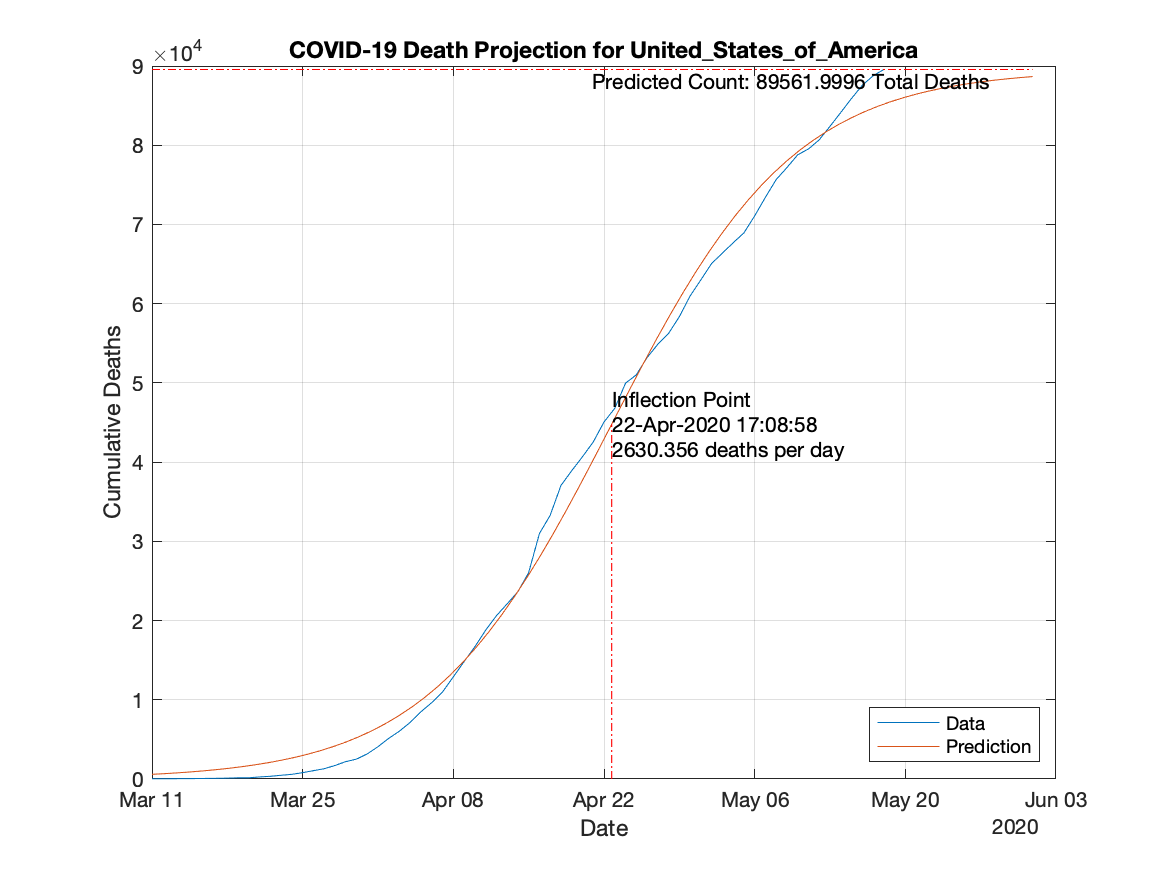 COVID-19 Death Projection for United_States_of_America
×10⁴
9
Predicted Count: 89561.9996 Total Deaths
8
7
6
5
Inflection Point
22-Apr-2020 17:08:58
2630.356 deaths per day
4
3
2
1
0
Cumulative Deaths
Data
Prediction
Mar 11 Mar 25 Apr 08 Apr 22 May 06 May 20 Jun 03
Date
2020